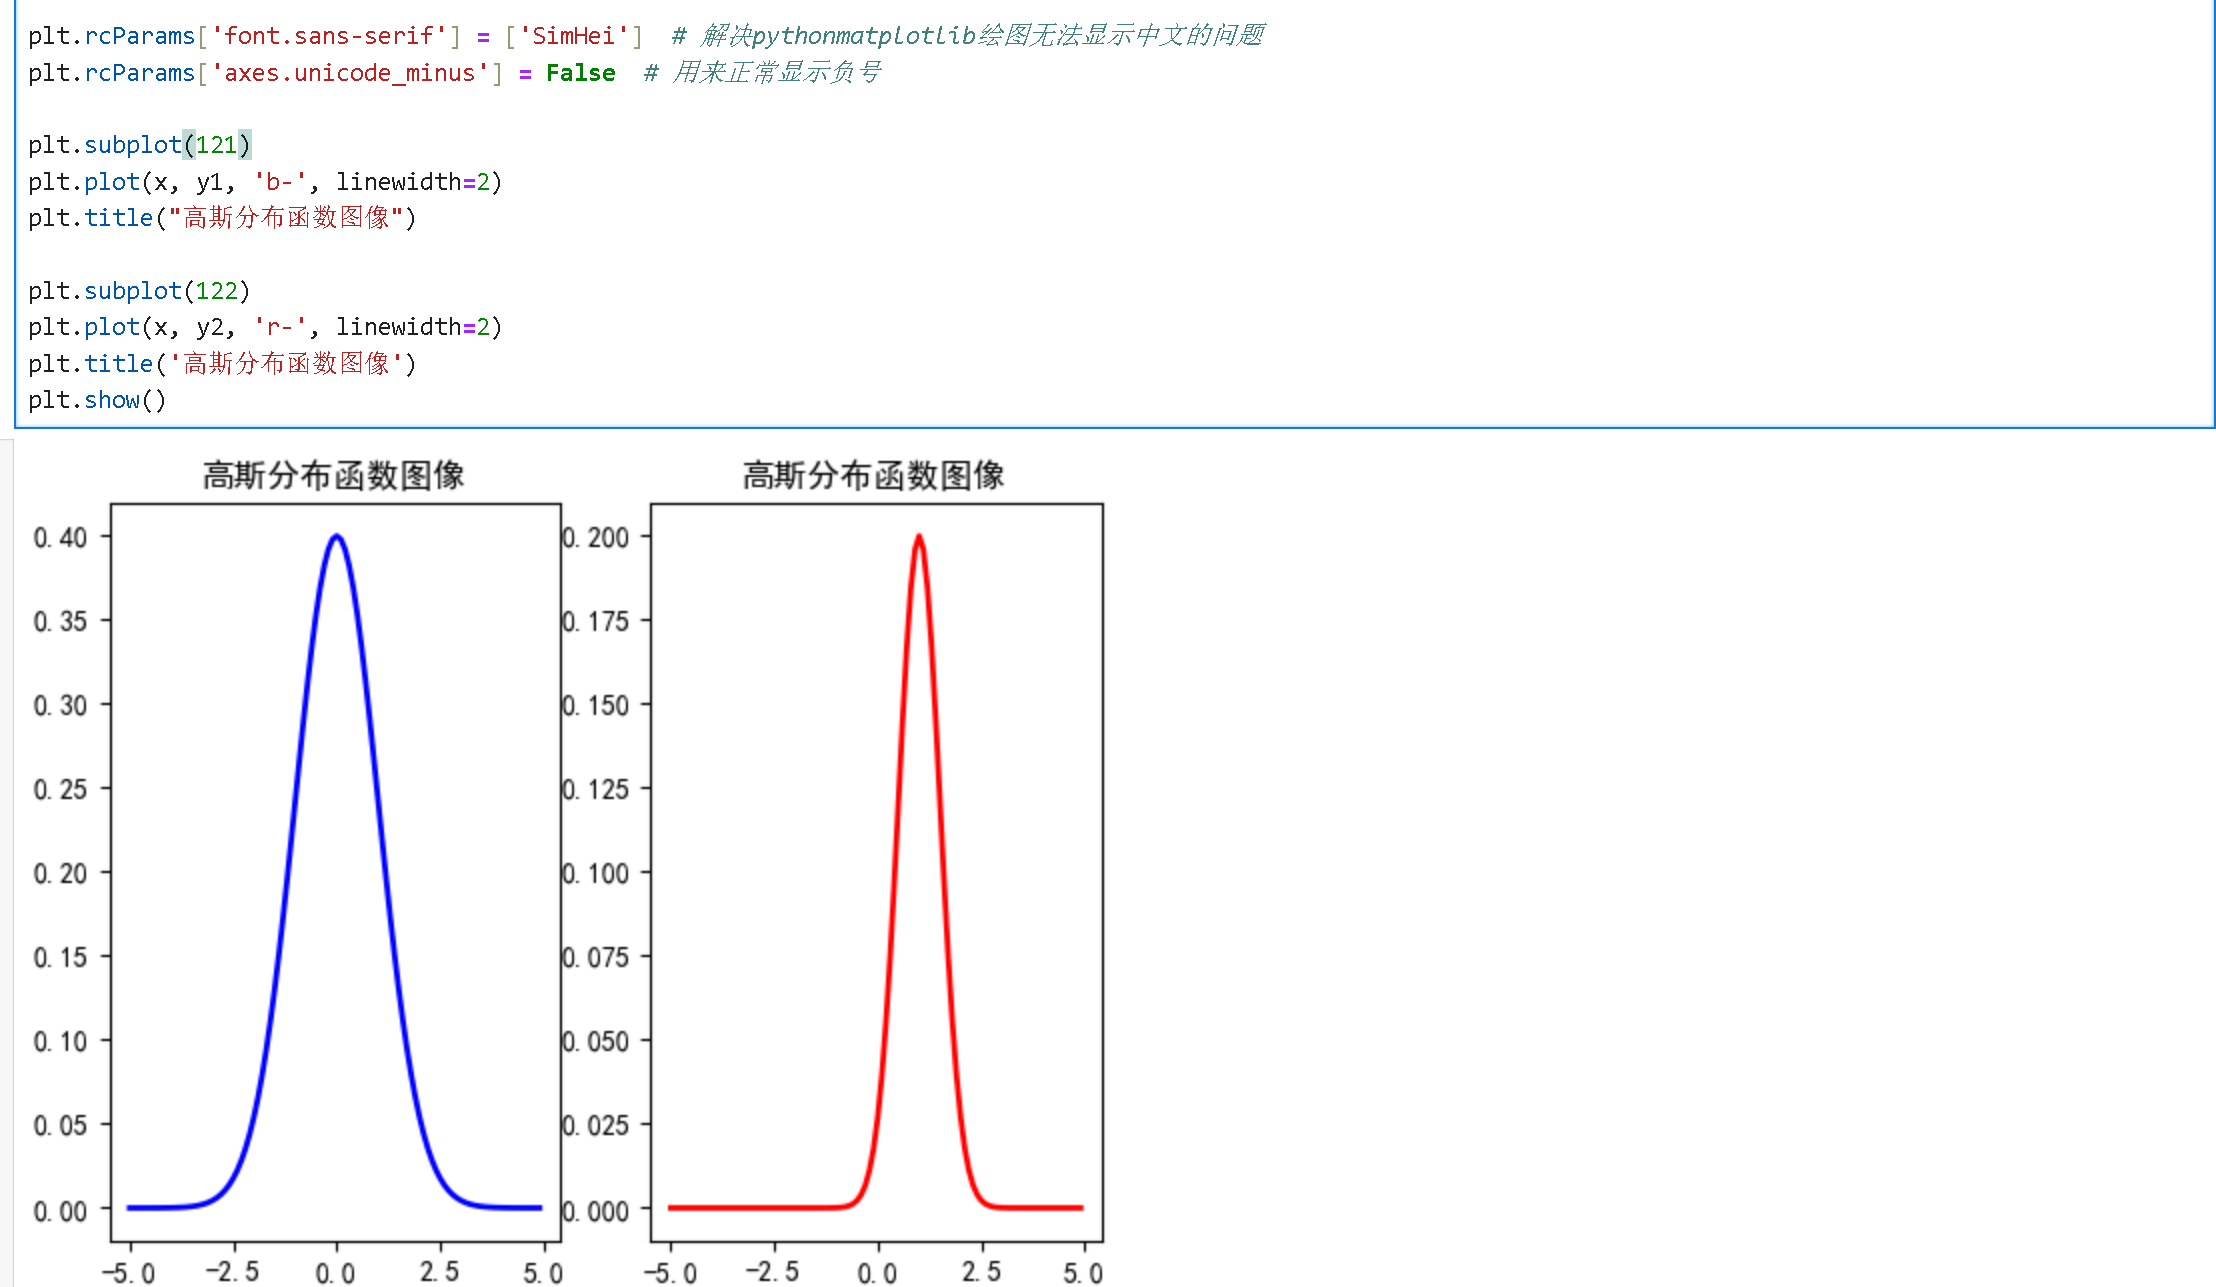 plt.rcParams['font.sans-serif'] = ['SimHei']  # 解决pythonmatplotlib绘图无法显示中文的问题
plt.rcParams['axes.unicode_minus'] = False  # 用来正常显示负号
plt.subplot(121)
plt.plot(x, y1, 'b-', linewidth=2)
plt.title("高斯分布函数图像")
plt.subplot(122)
plt.plot(x, y2, 'r-', linewidth=2)
plt.title('高斯分布函数图像')
plt.show()
高斯分布函数图像
0.40
0.35
0.30
0.25
0.20
0.15
0.10
0.05
0.00
−5.0 −2.5 0.0 2.5 5.0
高斯分布函数图像
0.200
0.175
0.150
0.125
0.100
0.075
0.050
0.025
0.000
−5.0 −2.5 0.0 2.5 5.0